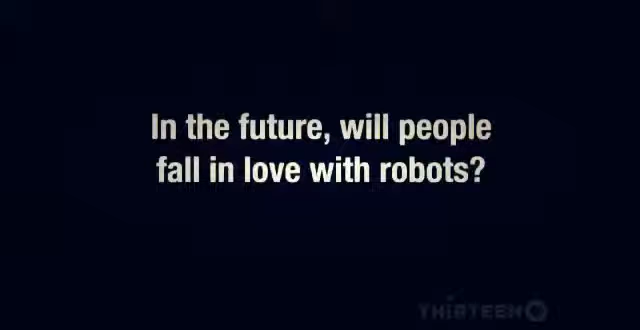 In the future, will people
fall in love with robots?
THIRTEEN